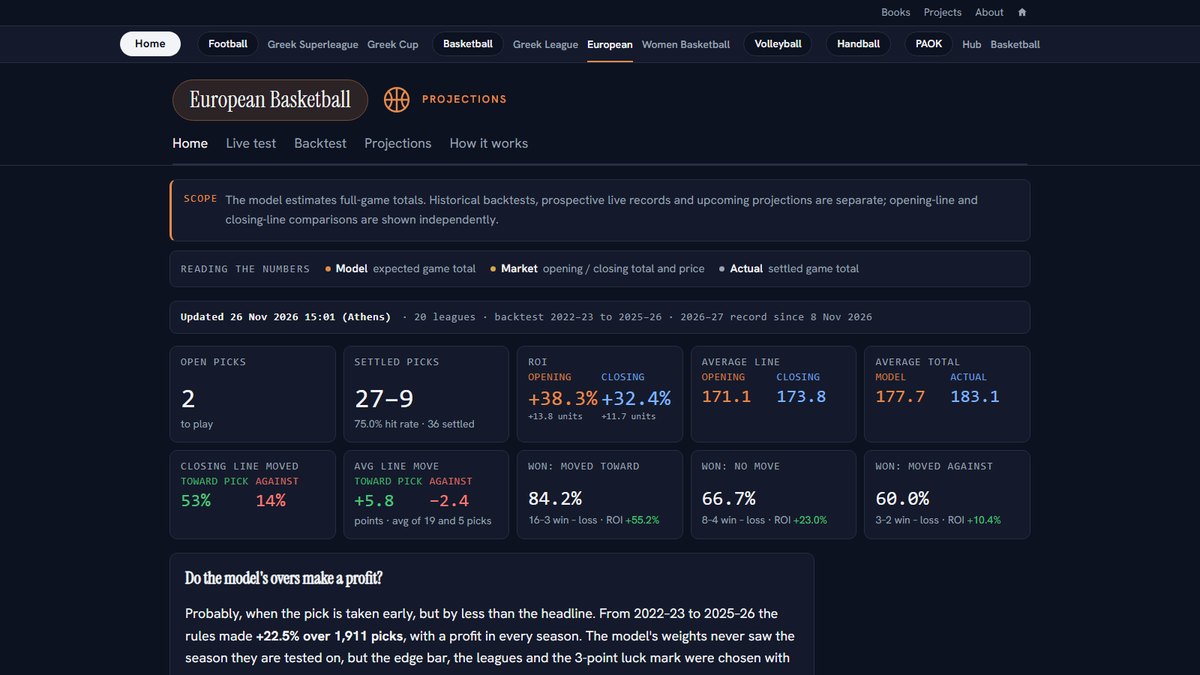 Books Projects About
Home Football Greek Superleague Greek Cup Basketball Greek League European Women Basketball Volleyball Handball PAOK Hub Basketball
European Basketball PROJECTIONS
Home Live test Backtest Projections How it works
SCOPE The model estimates full-game totals. Historical backtests, prospective live records and upcoming projections are separate; opening-line and
closing-line comparisons are shown independently.
READING THE NUMBERS • Model expected game total • Market opening / closing total and price • Actual settled game total
Updated 26 Nov 2026 15:01 (Athens) · 20 leagues · backtest 2022–23 to 2025–26 · 2026–27 record since 8 Nov 2026
OPEN PICKS
2
to play
SETTLED PICKS
27–9
75.0% hit rate · 36 settled
ROI
OPENING CLOSING
+38.3% +32.4%
+13.8 units +11.7 units
AVERAGE LINE
OPENING CLOSING
171.1 173.8
AVERAGE TOTAL
MODEL ACTUAL
177.7 183.1
CLOSING LINE MOVED
TOWARD PICK AGAINST
53% 14%
AVG LINE MOVE
TOWARD PICK AGAINST
+5.8 −2.4
points · avg of 19 and 5 picks
WON: MOVED TOWARD
84.2%
16–3 win – loss · ROI +55.2%
WON: NO MOVE
66.7%
8–4 win – loss · ROI +23.0%
WON: MOVED AGAINST
60.0%
3–2 win – loss · ROI +10.4%
Do the model's overs make a profit?
Probably, when the pick is taken early, but by less than the headline. From 2022–23 to 2025–26 the
rules made +22.5% over 1,911 picks, with a profit in every season. The model's weights never saw the
season they are tested on, but the edge bar, the leagues and the 3-point luck mark were chosen with